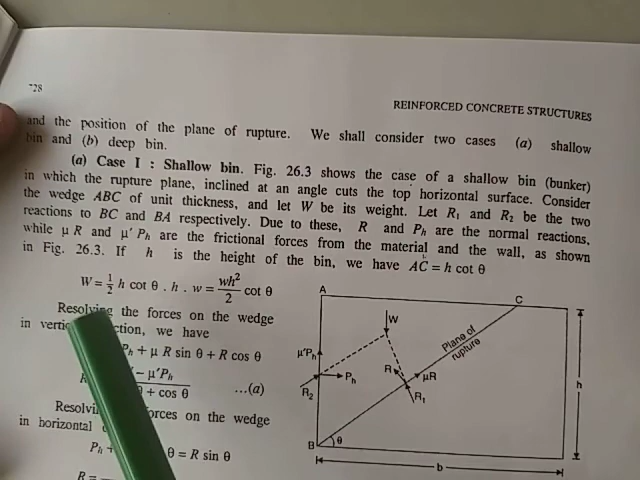 REINFORCED CONCRETE STRUCTURES
and the position of the plane of rupture. We shall consider two cases (a) shallow
bin and (b) deep bin.
(a) Case I : Shallow bin. Fig. 26.3 shows the case of a shallow bin (bunker)
in which the rupture plane, inclined at an angle cuts the top horizontal surface. Consider
the wedge ABC of unit thickness, and let W be its weight. Let R₁ and R₂ be the two
reactions to BC and BA respectively. Due to these, R and Pₕ are the normal reactions,
while μ R and μ′ Pₕ are the frictional forces from the material and the wall, as shown
in Fig. 26.3. If h is the height of the bin, we have AC = h cot θ
W = 1/2 h cot θ . h . w = wh²/2 cot θ
Resolving the forces on the wedge
in vertic ction, we have
Pₕ + μ R sin θ + R cos θ
– μ′Pₕ
+ cos θ ...(a)
Resolvi orces on the wedge
in horizontal
Pₕ + θ = R sin θ
R =
A
C
W
Plane of
rupture
μ′Pₕ
Pₕ
R
μR
R₂
R₁
h
B
θ
b